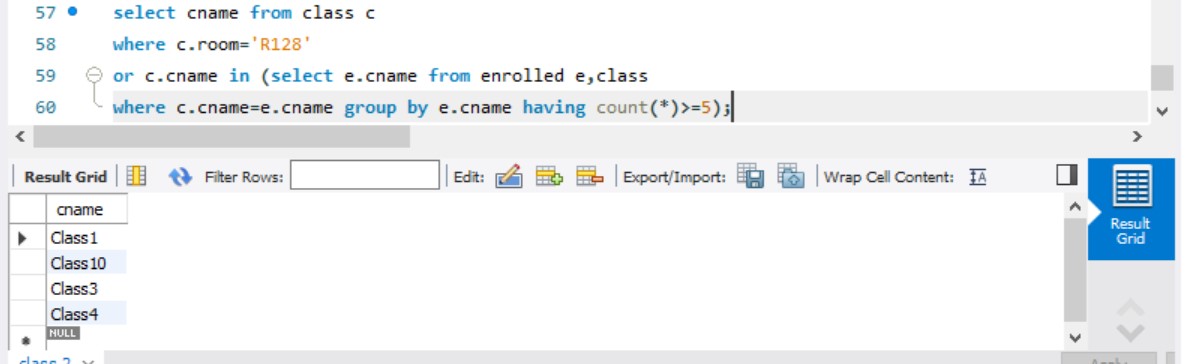 57 select cname from class c
58 where c.room='R128'
59 or c.cname in (select e.cname from enrolled e,class
60 where c.cname=e.cname group by e.cname having count(*)>=5);
Result Grid Filter Rows: Edit: Export/Import: Wrap Cell Content:
cname
Class1
Class10
Class3
Class4
NULL
Result
Grid
class 2
Apply